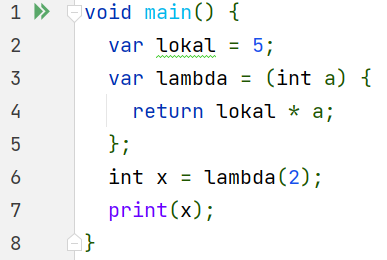 1 void main() {
2 var lokal = 5;
3 var lambda = (int a) {
4 return lokal * a;
5 };
6 int x = lambda(2);
7 print(x);
8 }